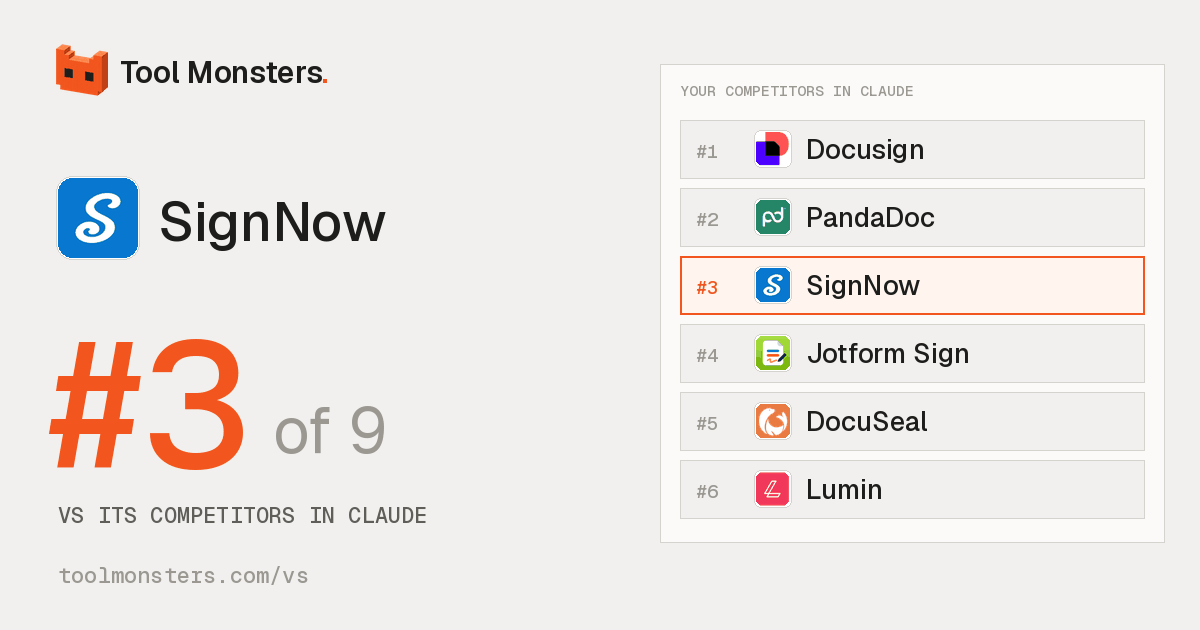 Tool Monsters.
SignNow
#3 of 9
VS ITS COMPETITORS IN CLAUDE
toolmonsters.com/vs
YOUR COMPETITORS IN CLAUDE
#1 Docusign
#2 PandaDoc
#3 SignNow
#4 Jotform Sign
#5 DocuSeal
#6 Lumin